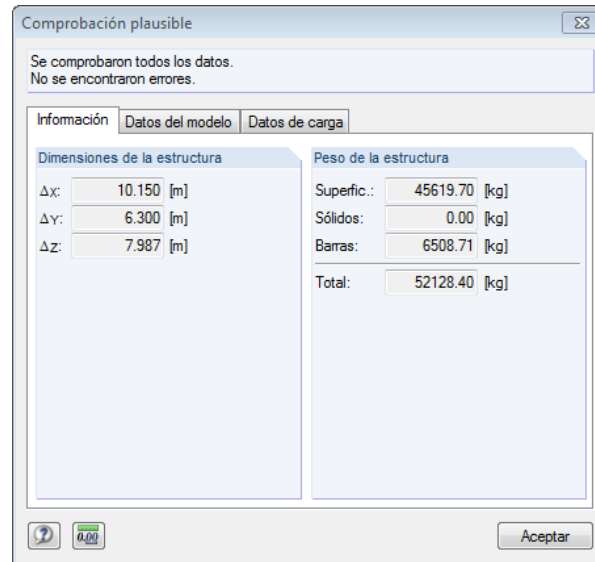 Comprobación plausible
Se comprobaron todos los datos.
No se encontraron errores.
Información Datos del modelo Datos de carga
Dimensiones de la estructura
ΔX: 10.150 [m]
ΔY: 6.300 [m]
ΔZ: 7.987 [m]
Peso de la estructura
Superfic.: 45619.70 [kg]
Sólidos: 0.00 [kg]
Barras: 6508.71 [kg]
Total: 52128.40 [kg]
0.00
Aceptar